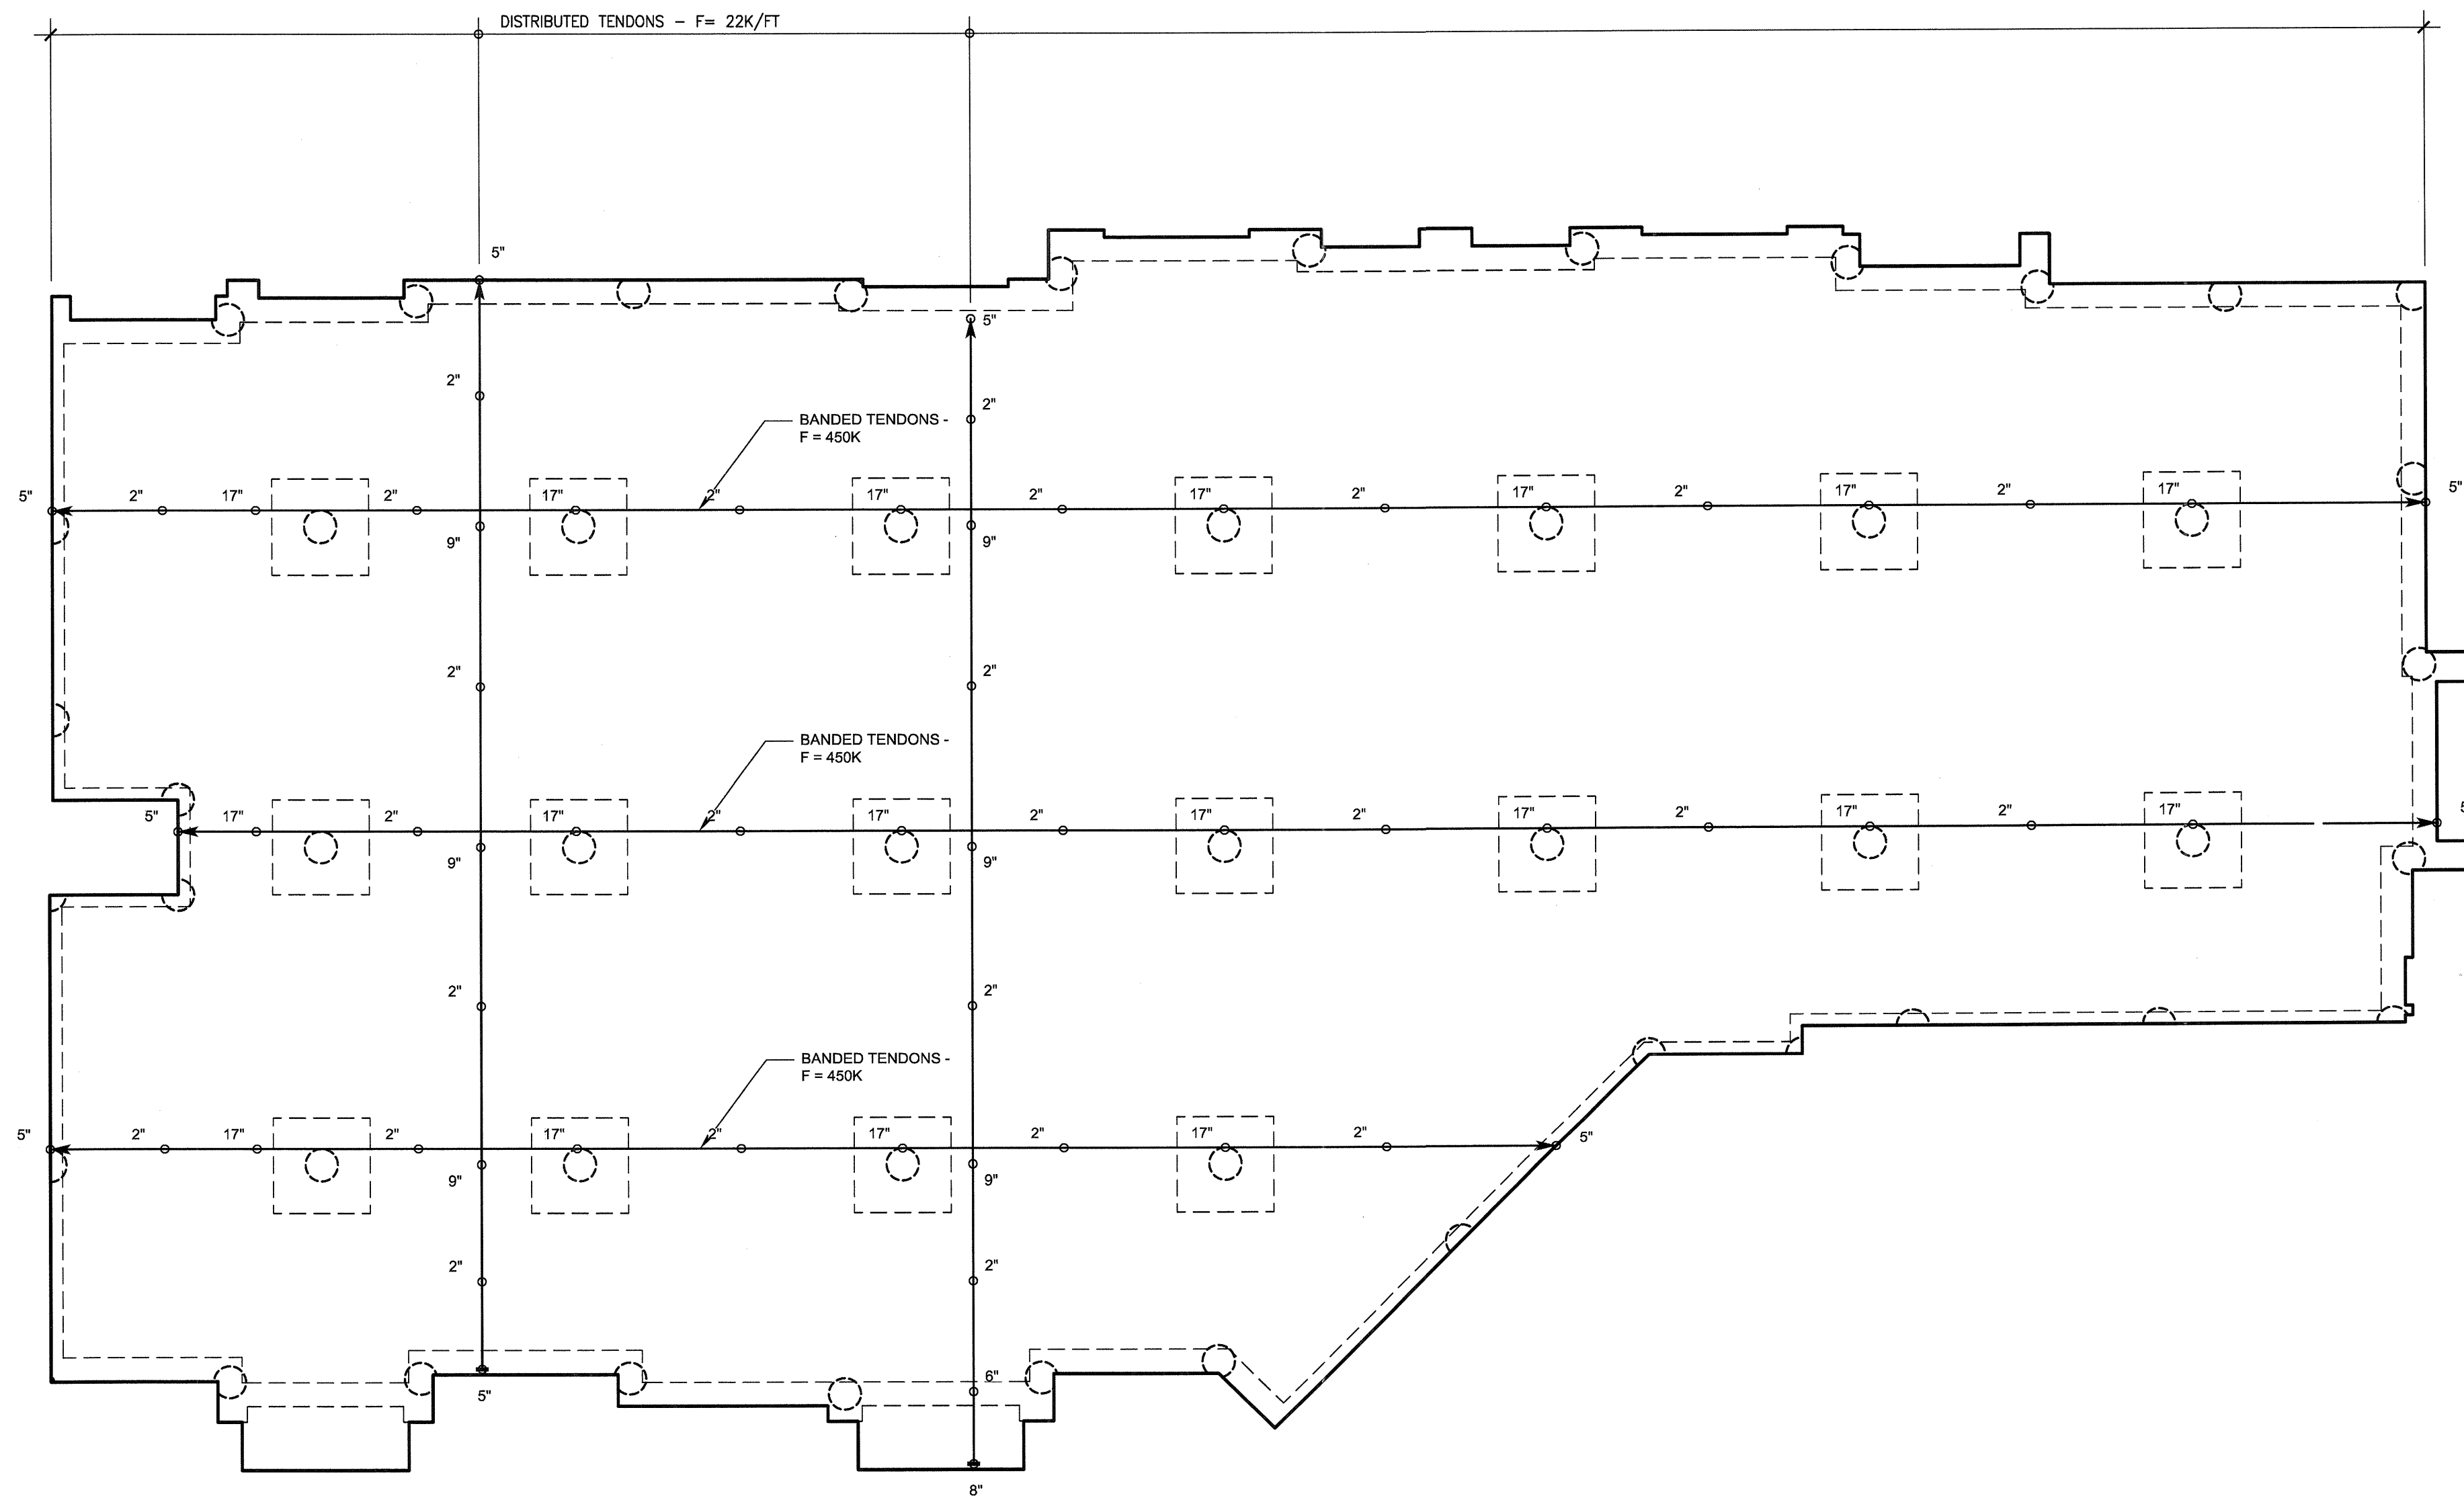 DISTRIBUTED TENDONS - F= 22K/FT
5"
5"
2"
2"
BANDED TENDONS -
F = 450K
5" 2" 17" 2" 17" 2" 17" 2" 17" 2" 17" 2" 17" 2" 17" 5"
9" 9"
2" 2"
BANDED TENDONS -
F = 450K
5" 17" 2" 17" 2" 17" 2" 17" 2" 17" 2" 17" 2" 17"
9" 9"
2" 2"
BANDED TENDONS -
F = 450K
5" 2" 17" 2" 17" 2" 17" 2" 17" 2" 5"
9" 9"
2" 2"
6"
5"
8"